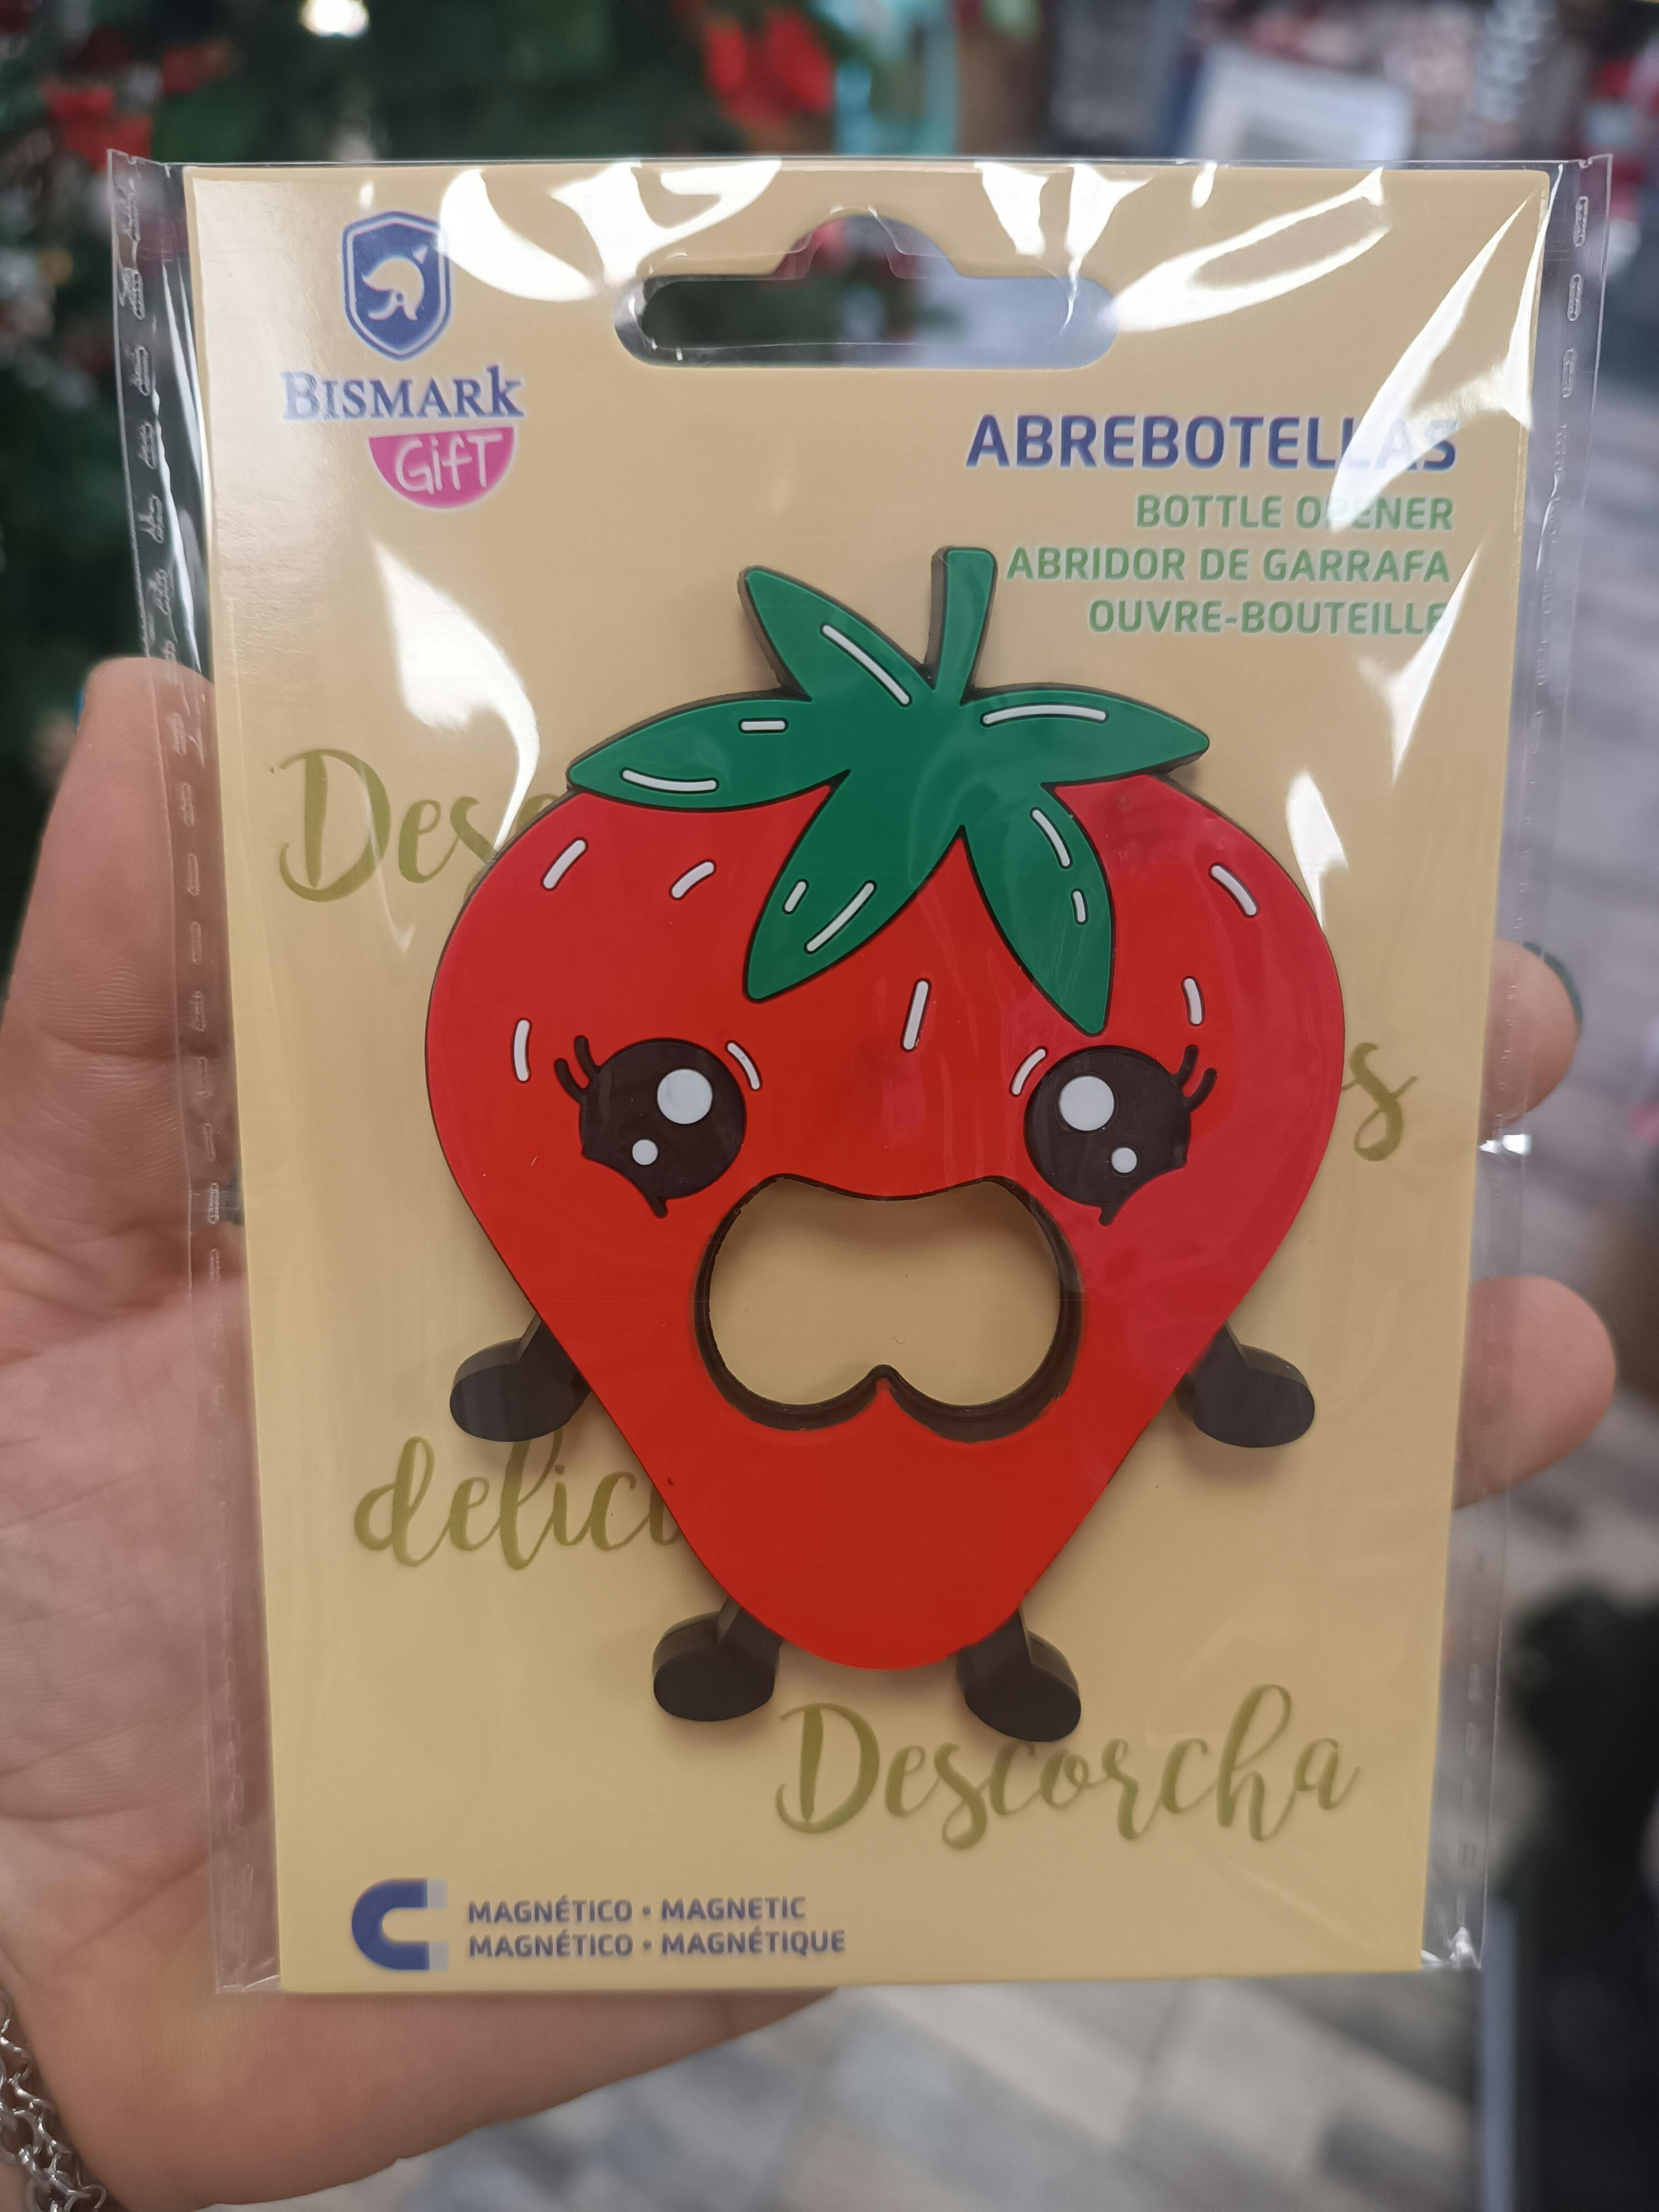 BISMARK
GifT
ABREBOTELLAS
BOTTLE OPENER
ABRIDOR DE GARRAFA
OUVRE-BOUTEILLE
Descorcha
MAGNÉTICO • MAGNETIC
MAGNÉTICO • MAGNÉTIQUE